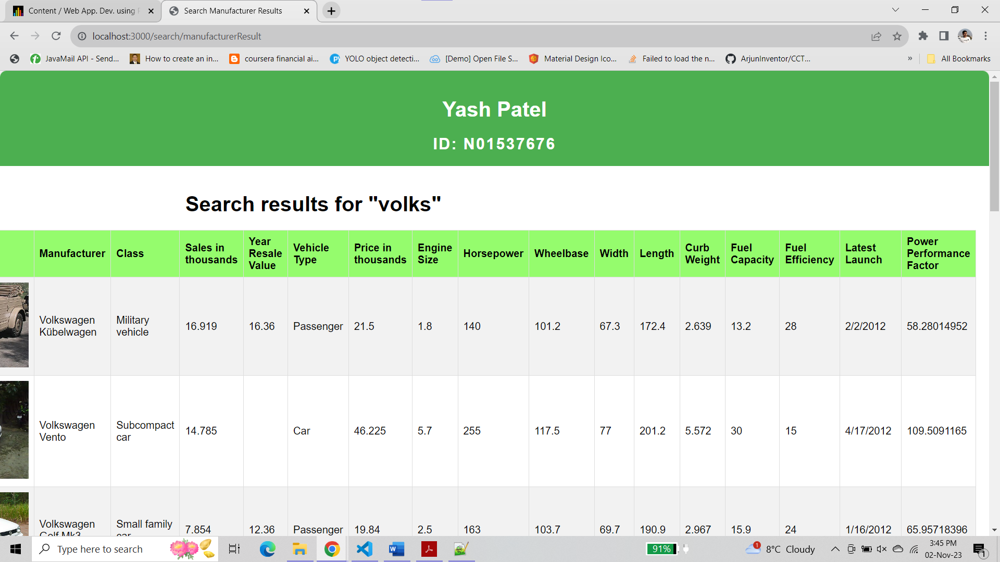 Content / Web App. Dev. using
Search Manufacturer Results
localhost:3000/search/manufacturerResult
JavaMail API - Send...
How to create an in...
coursera financial ai...
YOLO object detecti...
[Demo] Open File S...
Material Design Ico...
Failed to load the n...
ArjunInventor/CCT...
»
All Bookmarks
Yash Patel
ID: N01537676
Search results for "volks"
Manufacturer
Class
Sales in
thousands
Year
Resale
Value
Vehicle
Type
Price in
thousands
Engine
Size
Horsepower
Wheelbase
Width
Length
Curb
Weight
Fuel
Capacity
Fuel
Efficiency
Latest
Launch
Power
Performance
Factor
Volkswagen
Kübelwagen
Military
vehicle
16.919
16.36
Passenger
21.5
1.8
140
101.2
67.3
172.4
2.639
13.2
28
2/2/2012
58.28014952
Volkswagen
Vento
Subcompact
car
14.785
Car
46.225
5.7
255
117.5
77
201.2
5.572
30
15
4/17/2012
109.5091165
Volkswagen
Golf Mk3
Small family
car
7.854
12.36
Passenger
19.84
2.5
163
103.7
69.7
190.9
2.967
15.9
24
1/16/2012
65.95718396
Type here to search
91%
1
8°C Cloudy
3:45 PM
02-Nov-23
1